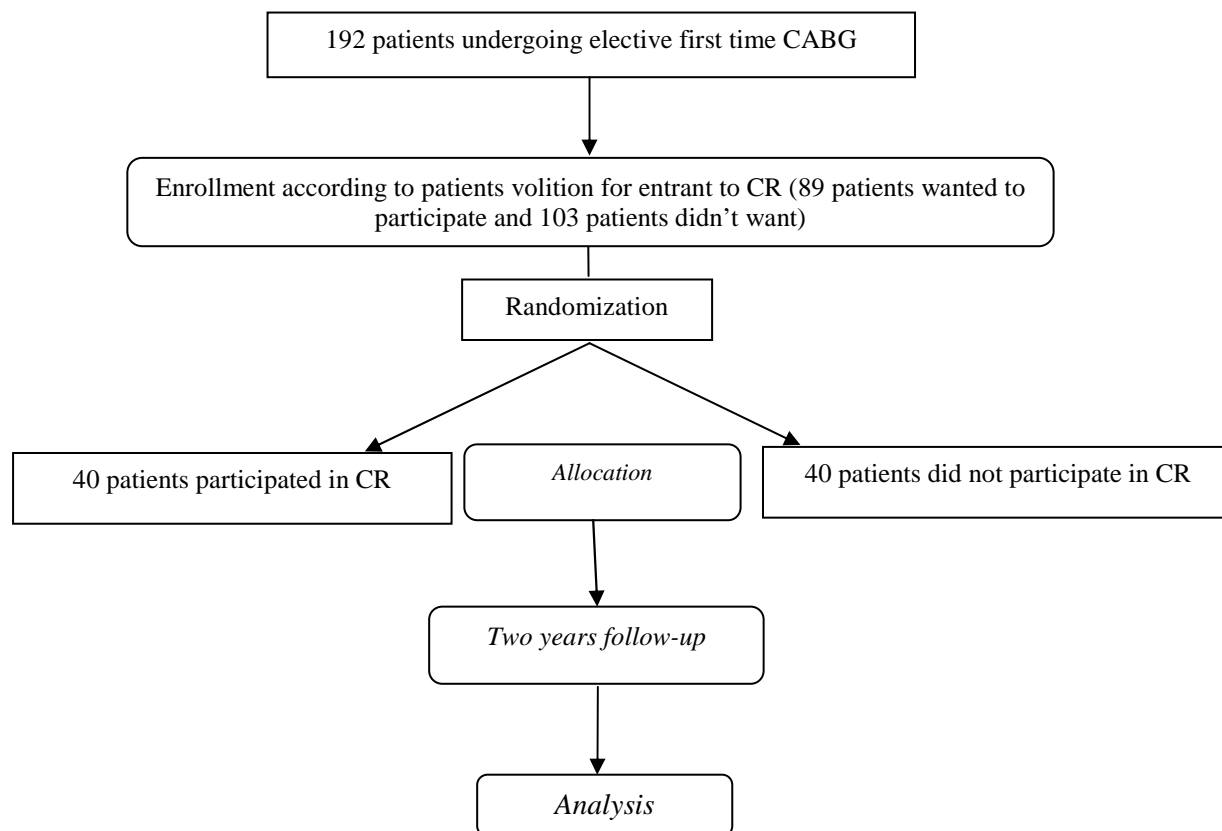 192 patients undergoing elective first time CABG
Enrollment according to patients volition for entrant to CR (89 patients wanted to
participate and 103 patients didn’t want)
Randomization
40 patients participated in CR
Allocation
40 patients did not participate in CR
Two years follow-up
Analysis